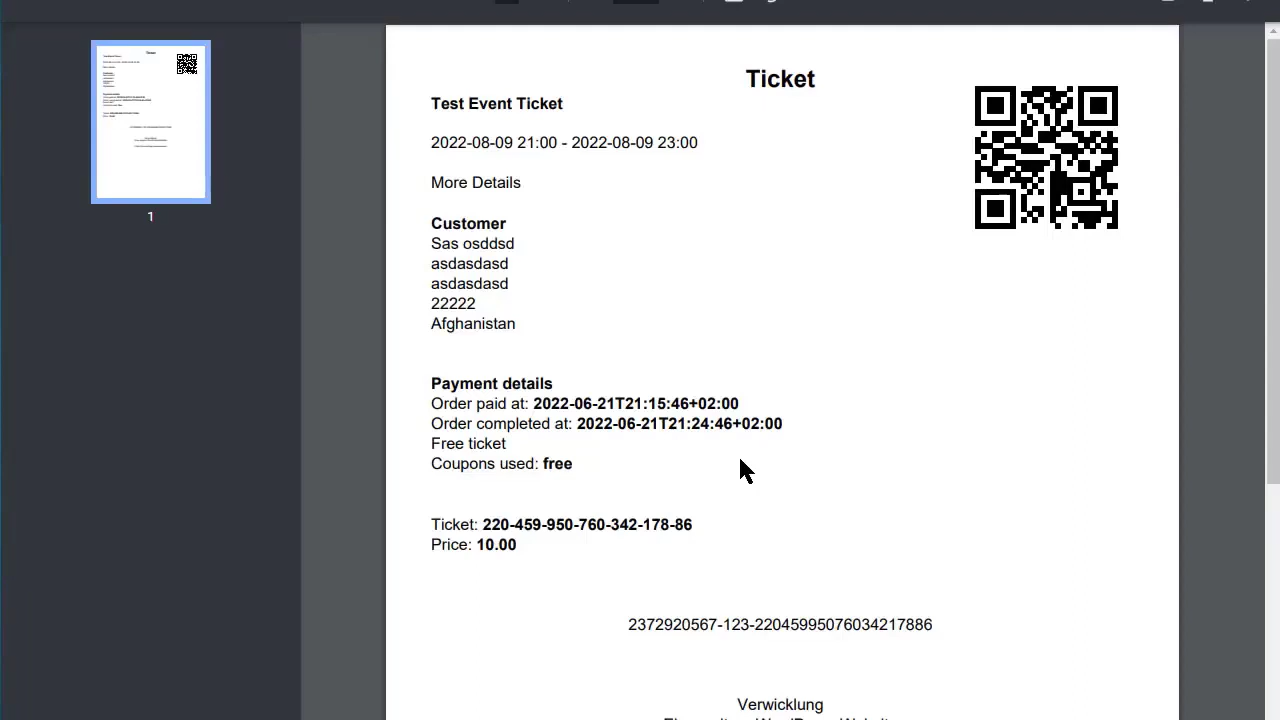 Ticket
Test Event Ticket
2022-08-09 21:00 - 2022-08-09 23:00
More Details
Customer
Sas osddsd
asdasdasd
asdasdasd
22222
Afghanistan
Payment details
Order paid at: 2022-06-21T21:15:46+02:00
Order completed at: 2022-06-21T21:24:46+02:00
Free ticket
Coupons used: free
Ticket: 220-459-950-760-342-178-86
Price: 10.00
2372920567-123-22045995076034217886
Verwicklung
1